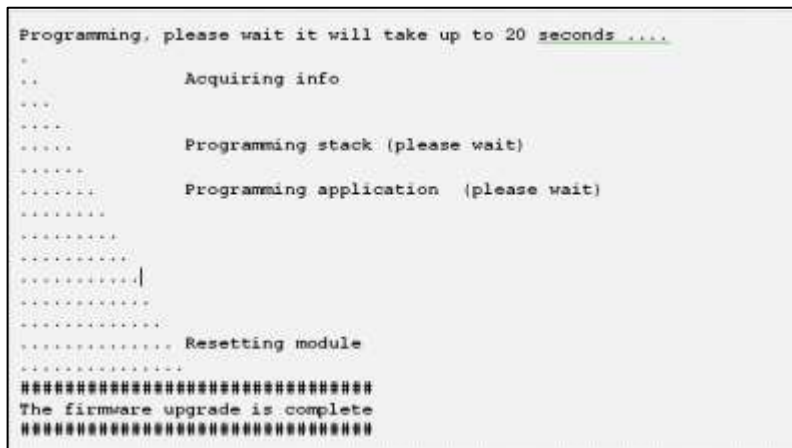 Programming, please wait it will take up to 20 seconds ....
.
.. Acquiring info
...
....
..... Programming stack (please wait)
......
....... Programming application (please wait)
........
.........
..........
...........
............
.............
.............. Resetting module
...............
################################
The firmware upgrade is complete
################################